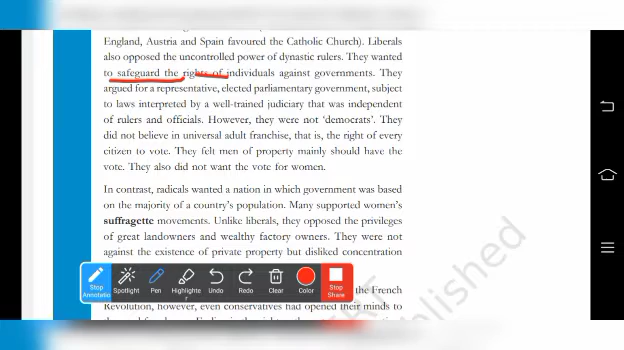 England, Austria and Spain favoured the Catholic Church). Liberals
also opposed the uncontrolled power of dynastic rulers. They wanted
to safeguard the rights of individuals against governments. They
argued for a representative, elected parliamentary government, subject
to laws interpreted by a well-trained judiciary that was independent
of rulers and officials. However, they were not ‘democrats’. They
did not believe in universal adult franchise, that is, the right of every
citizen to vote. They felt men of property mainly should have the
vote. They also did not want the vote for women.
In contrast, radicals wanted a nation in which government was based
on the majority of a country’s population. Many supported women’s
suffragette movements. Unlike liberals, they opposed the privileges
of great landowners and wealthy factory owners. They were not
against the existence of private property but disliked concentration
the French
Revolution, however, even conservatives had opened their minds to
Stop Annotatio
Spotlight
Pen
Highlighte r
Undo
Redo
Clear
Color
Stop Share